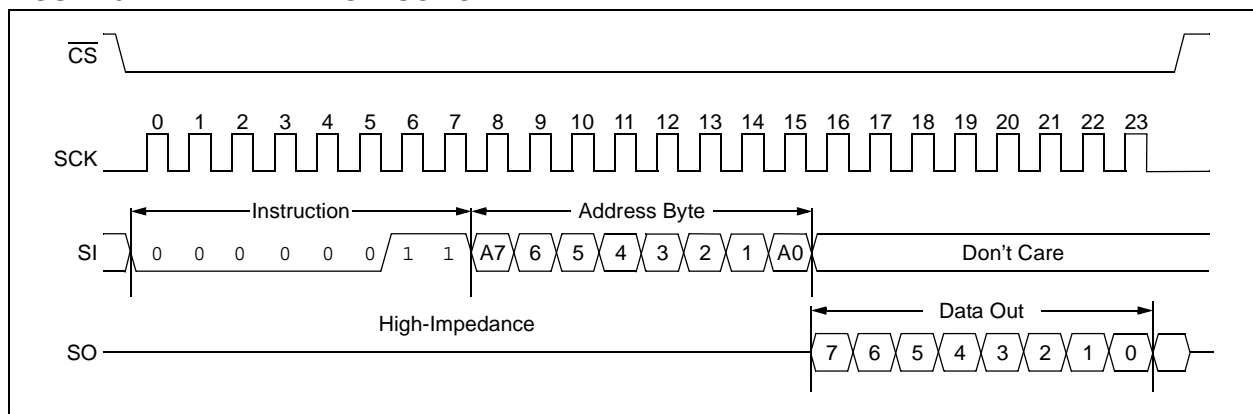 CS
0 1 2 3 4 5 6 7 8 9 10 11 12 13 14 15 16 17 18 19 20 21 22 23
SCK
Instruction Address Byte
SI 0 0 0 0 0 0 1 1 A7 6 5 4 3 2 1 A0 Don't Care
High-Impedance Data Out
SO 7 6 5 4 3 2 1 0